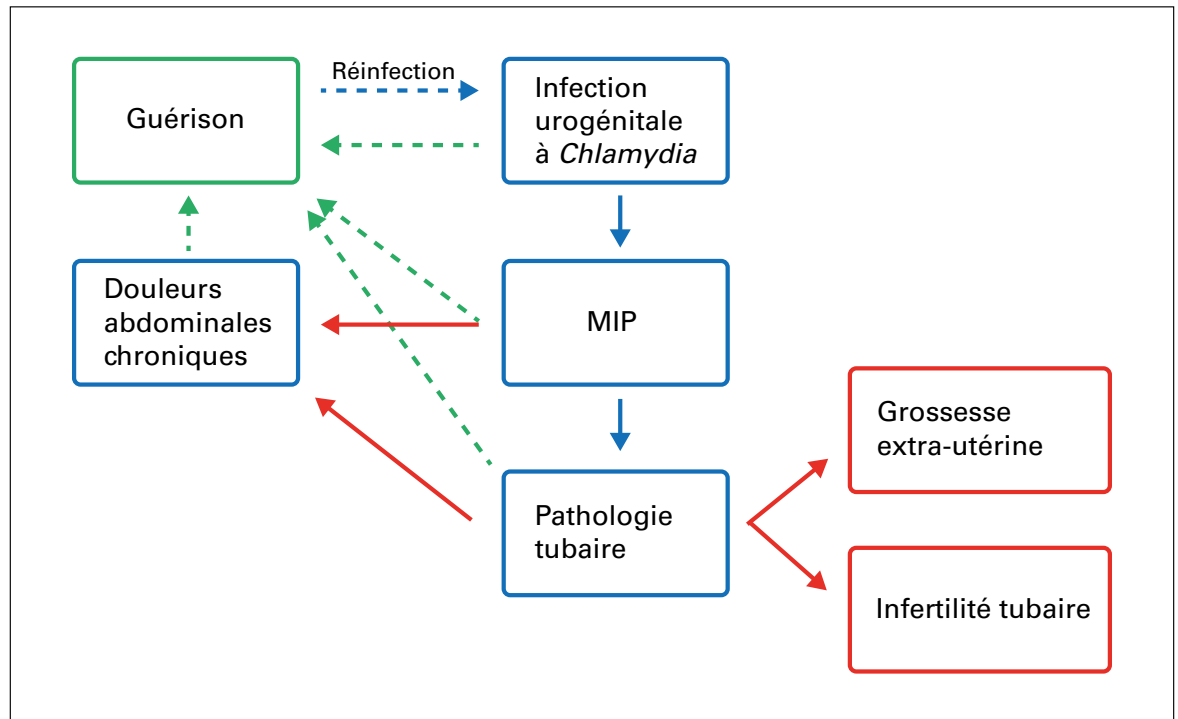 Guérison
Réinfection
Infection
urogénitale
à Chlamydia
Douleurs
abdominales
chroniques
MIP
Pathologie
tubaire
Grossesse
extra-utérine
Infertilité tubaire